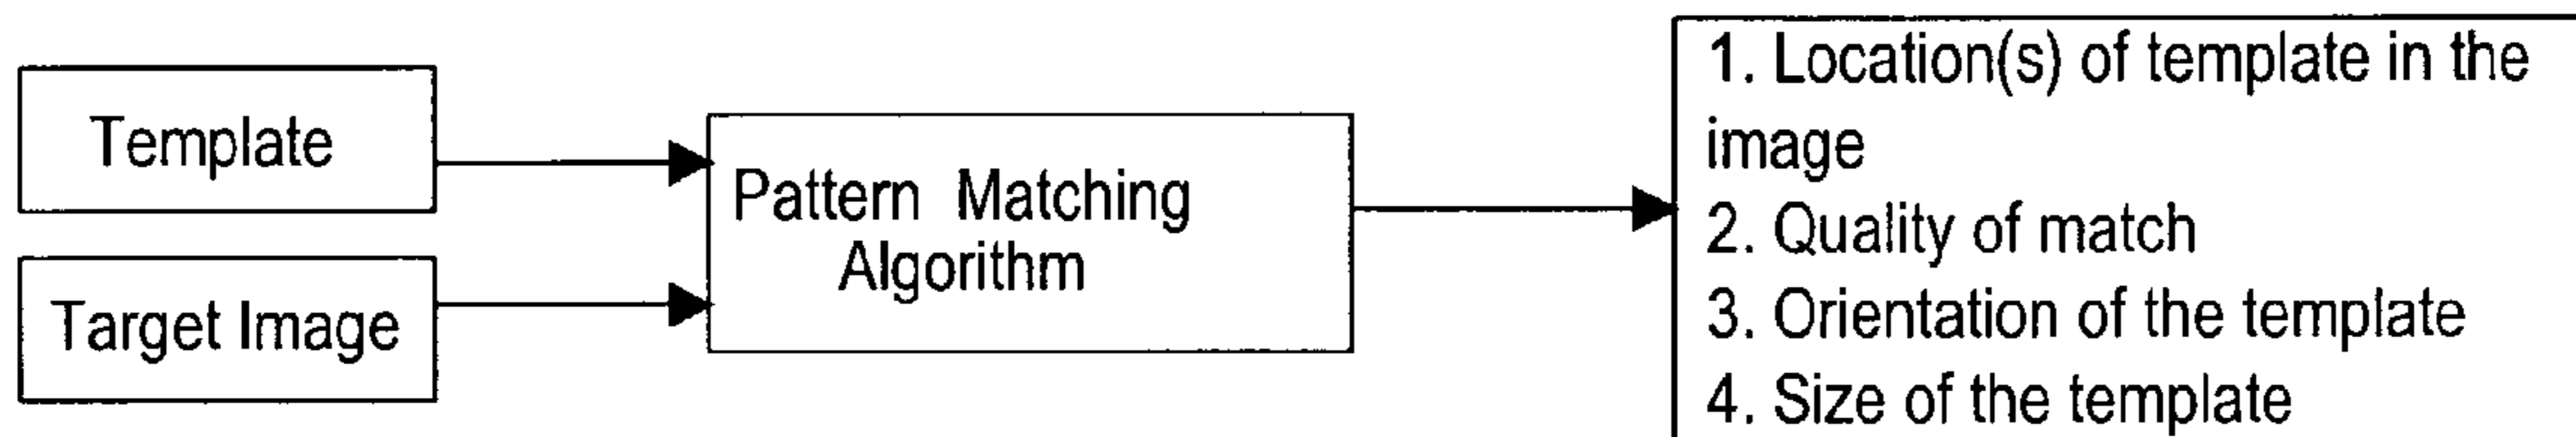 Template
Target Image
Pattern Matching
Algorithm
1. Location(s) of template in the
image
2. Quality of match
3. Orientation of the template
4. Size of the template